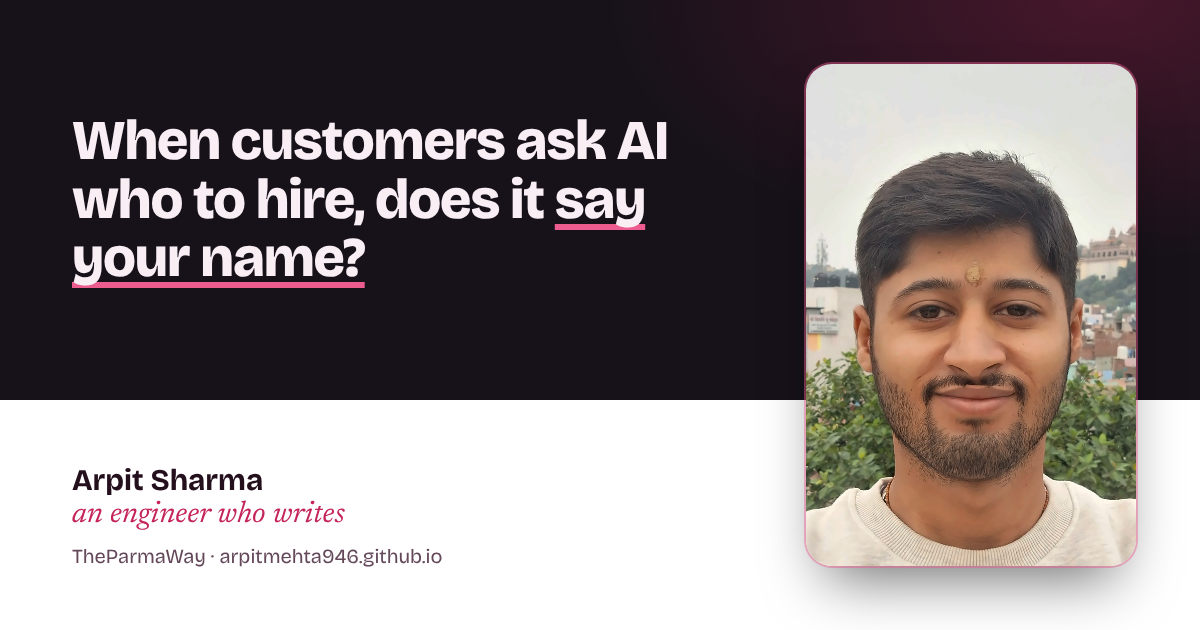 When customers ask AI
who to hire, does it say
your name?
Arpit Sharma
an engineer who writes
TheParmaWay · arpitmehta946.github.io